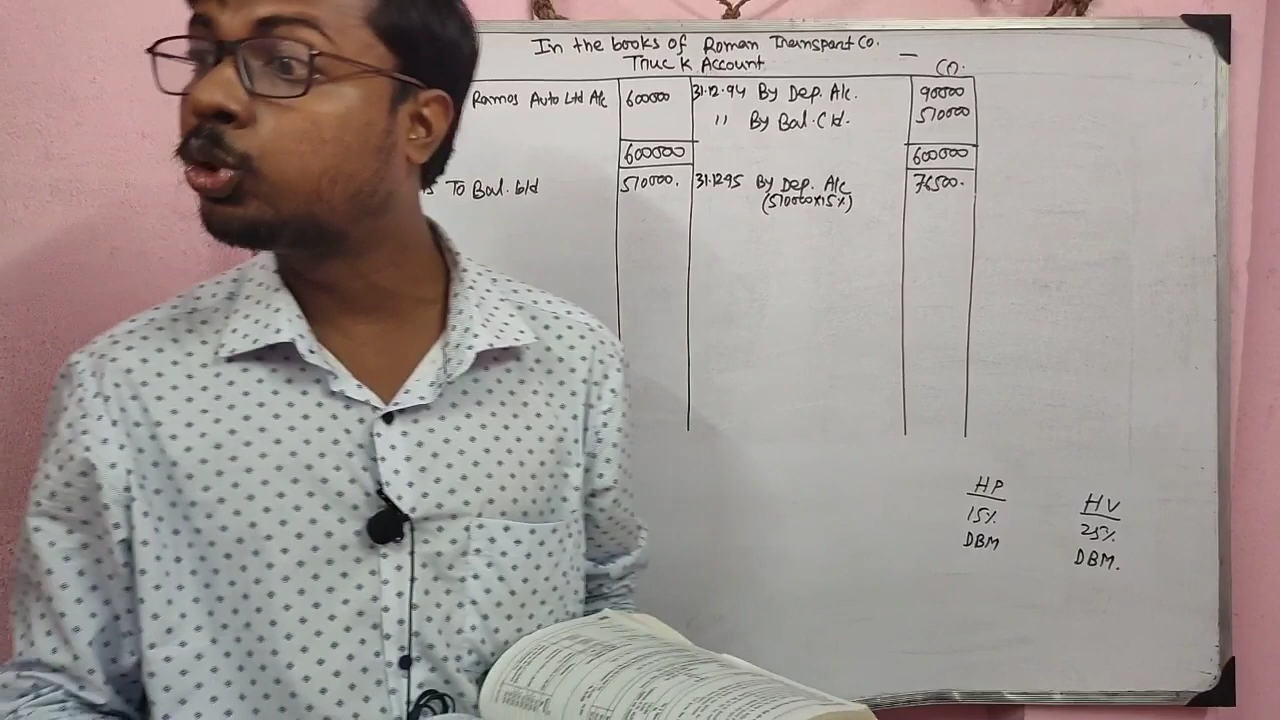 In the books of Roman Transport Co.
Truck Account
Cr.
Ramos Auto Ltd A/c 600000 31.12.94 By Dep. A/c. 90000
" By Bal. C/d. 510000
600000 600000
To Bal. b/d 510000. 31.12.95 By Dep. A/c 76500.
(510000x15%)
HP
15%
DBM
HV
25%
DBM.